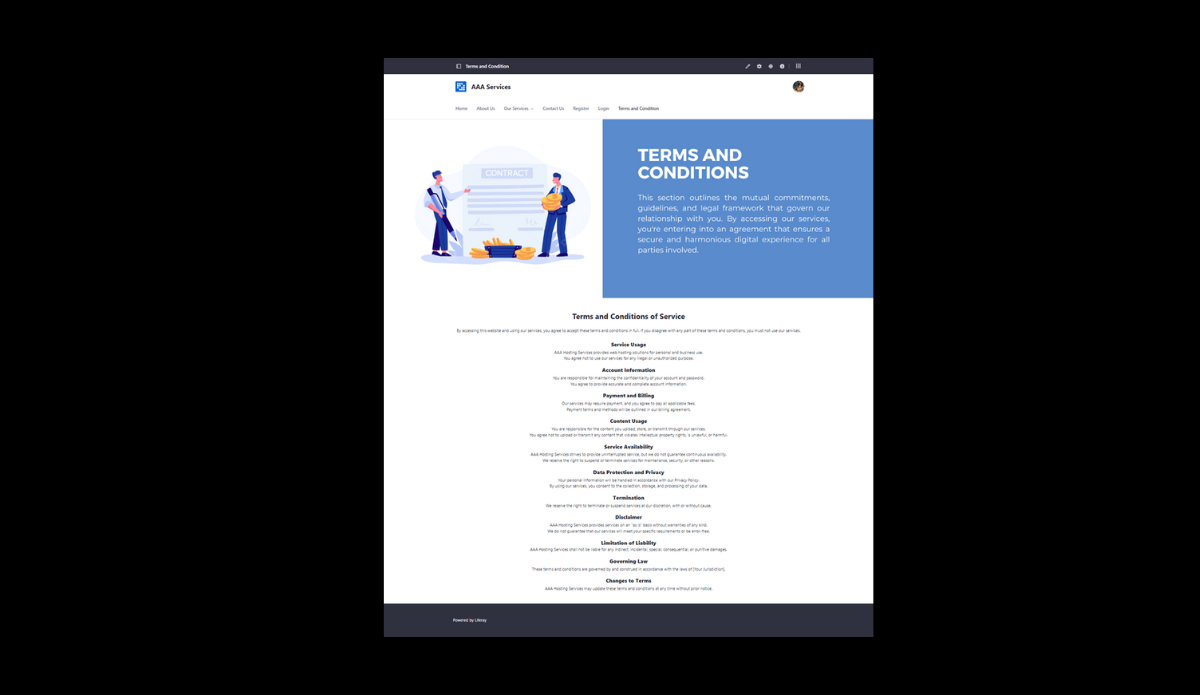 Terms and Condition
AAA Services
Home About Us Our Services Contact Us Register Login Terms and Condition
CONTRACT
TERMS AND
CONDITIONS
This section outlines the mutual commitments,
guidelines, and legal framework that govern our
relationship with you. By accessing our services,
you're entering into an agreement that ensures a
secure and harmonious digital experience for all
parties involved.
Terms and Conditions of Service
By accessing this website and using our services, you agree to accept these terms and conditions in full. If you disagree with any part of these terms and conditions, you must not use our services.
Service Usage
AAA Hosting Services provides web hosting solutions for personal and business use.
You agree not to use our services for any illegal or unauthorized purpose.
Account Information
You are responsible for maintaining the confidentiality of your account and password.
You agree to provide accurate and complete account information.
Payment and Billing
Our services may require payment, and you agree to pay all applicable fees.
Payment terms and methods will be outlined in our billing agreement.
Content Usage
You are responsible for the content you upload, store, or transmit through our services.
You agree not to upload or transmit any content that violates intellectual property rights, is unlawful, or harmful.
Service Availability
AAA Hosting Services strives to provide uninterrupted service, but we do not guarantee continuous availability.
We reserve the right to suspend or terminate services for maintenance, security, or other reasons.
Data Protection and Privacy
Your personal information will be handled in accordance with our Privacy Policy.
By using our services, you consent to the collection, storage, and processing of your data.
Termination
We reserve the right to terminate or suspend services at our discretion, with or without cause.
Disclaimer
AAA Hosting Services provides services on an "as is" basis without warranties of any kind.
We do not guarantee that our services will meet your specific requirements or be error-free.
Limitation of Liability
AAA Hosting Services shall not be liable for any indirect, incidental, special, consequential, or punitive damages.
Governing Law
These terms and conditions are governed by and construed in accordance with the laws of [Your Jurisdiction].
Changes to Terms
AAA Hosting Services may update these terms and conditions at any time without prior notice.
Powered by Liferay